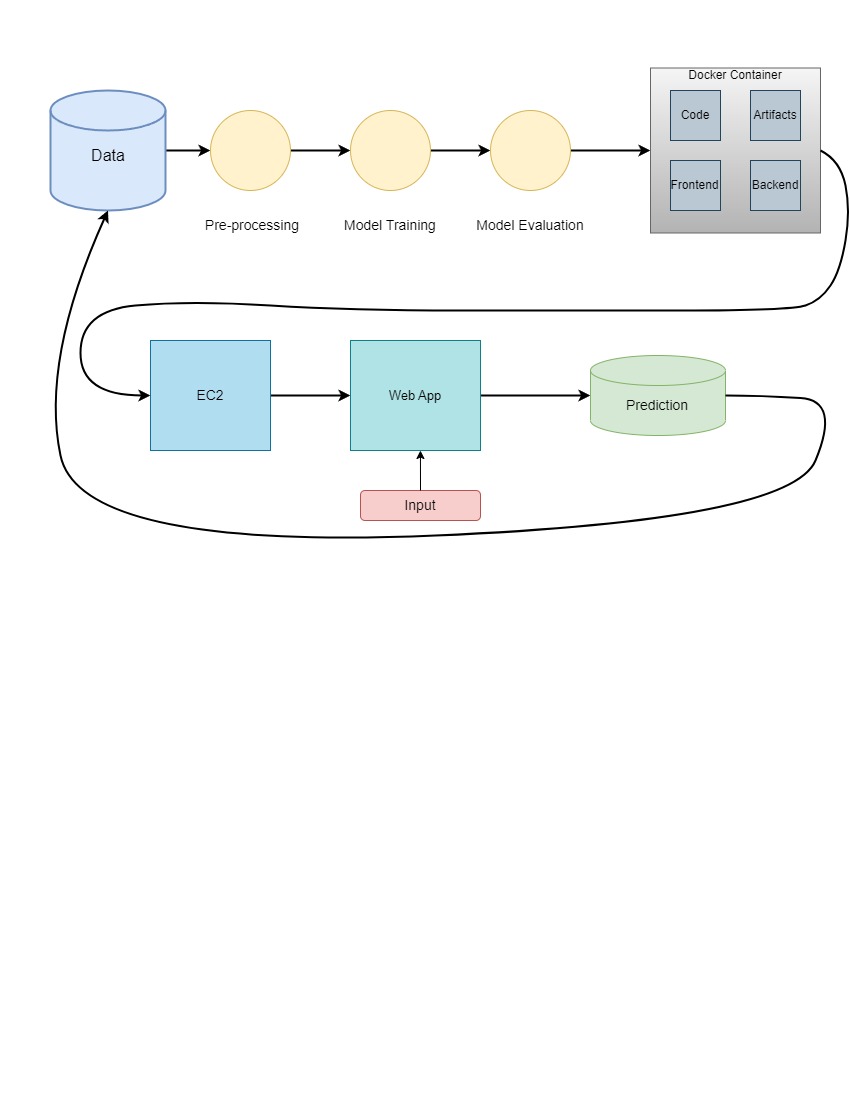 Docker Container
Code
Artifacts
Data
Frontend
Backend
Pre-processing
Model Training
Model Evaluation
EC2
Web App
Prediction
Input